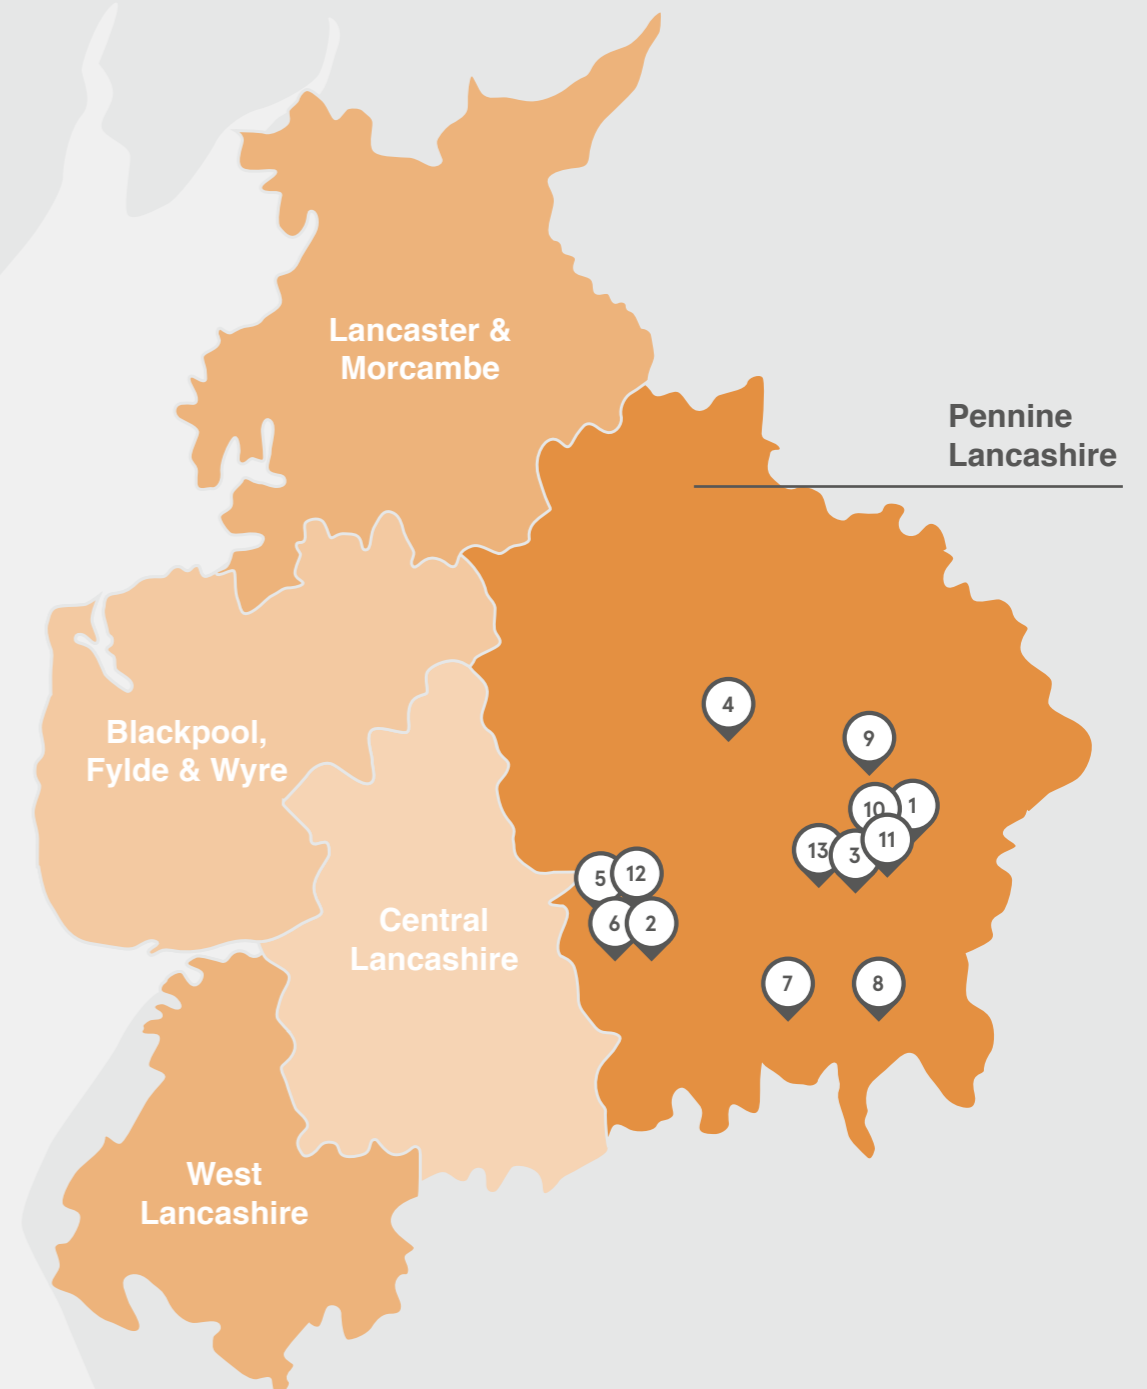 Lancaster &
Morcambe
Pennine
Lancashire
4
9
Blackpool,
Fylde & Wyre
10
1
11
13
3
5
12
6
2
Central
Lancashire
7
8
West
Lancashire